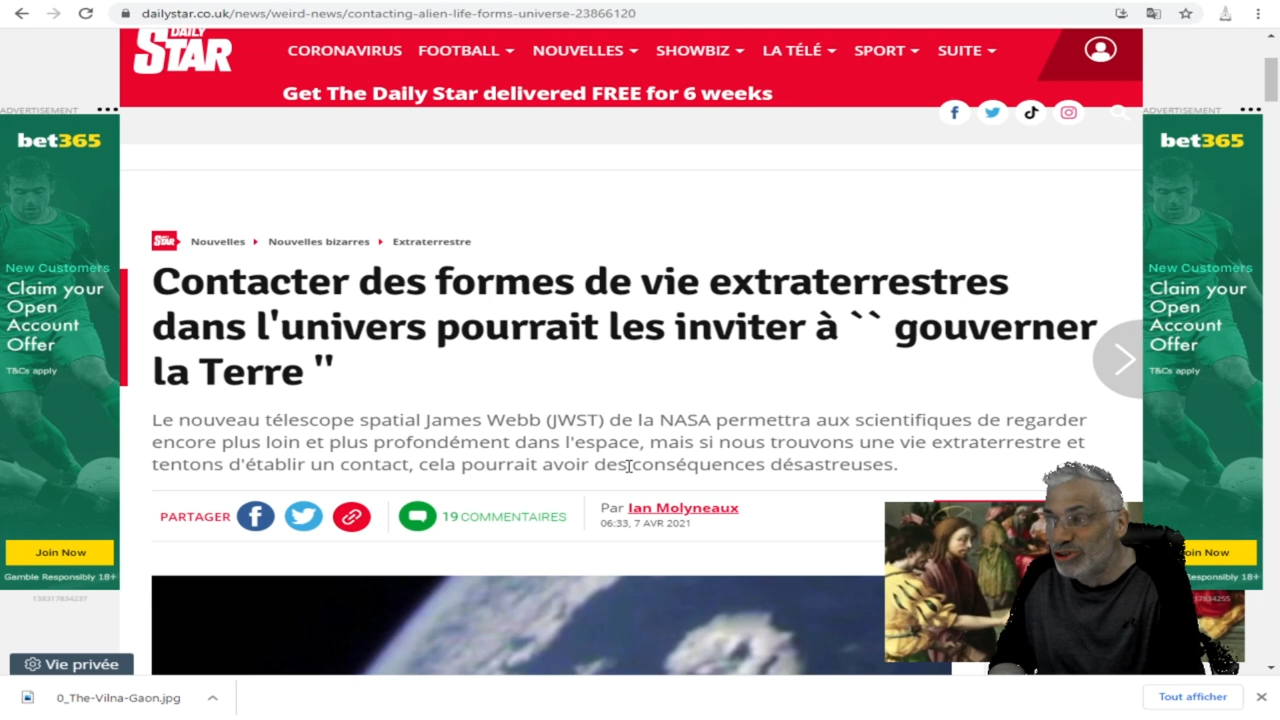 dailystar.co.uk/news/weird-news/contacting-alien-life-forms-universe-23866120
DAILY
STAR
CORONAVIRUS FOOTBALL NOUVELLES SHOWBIZ LA TÉLÉ SPORT SUITE
Get The Daily Star delivered FREE for 6 weeks
ADVERTISEMENT
bet365
New Customers
Claim your
Open
Account
Offer
T&Cs apply
Join Now
Gamble Responsibly 18+
138317834237
STAR Nouvelles Nouvelles bizarres Extraterrestre
Contacter des formes de vie extraterrestres
dans l'univers pourrait les inviter à `` gouverner
la Terre "
Le nouveau télescope spatial James Webb (JWST) de la NASA permettra aux scientifiques de regarder
encore plus loin et plus profondément dans l'espace, mais si nous trouvons une vie extraterrestre et
tentons d'établir un contact, cela pourrait avoir des conséquences désastreuses.
PARTAGER 19 COMMENTAIRES Par Ian Molyneaux
06:33, 7 AVR 2021
ADVERTISEMENT
bet365
New Customers
Claim your
Open
Account
Offer
T&Cs apply
oin Now
esponsibly 18+
17834255
Vie privée
0_The-Vilna-Gaon.jpg
Tout afficher